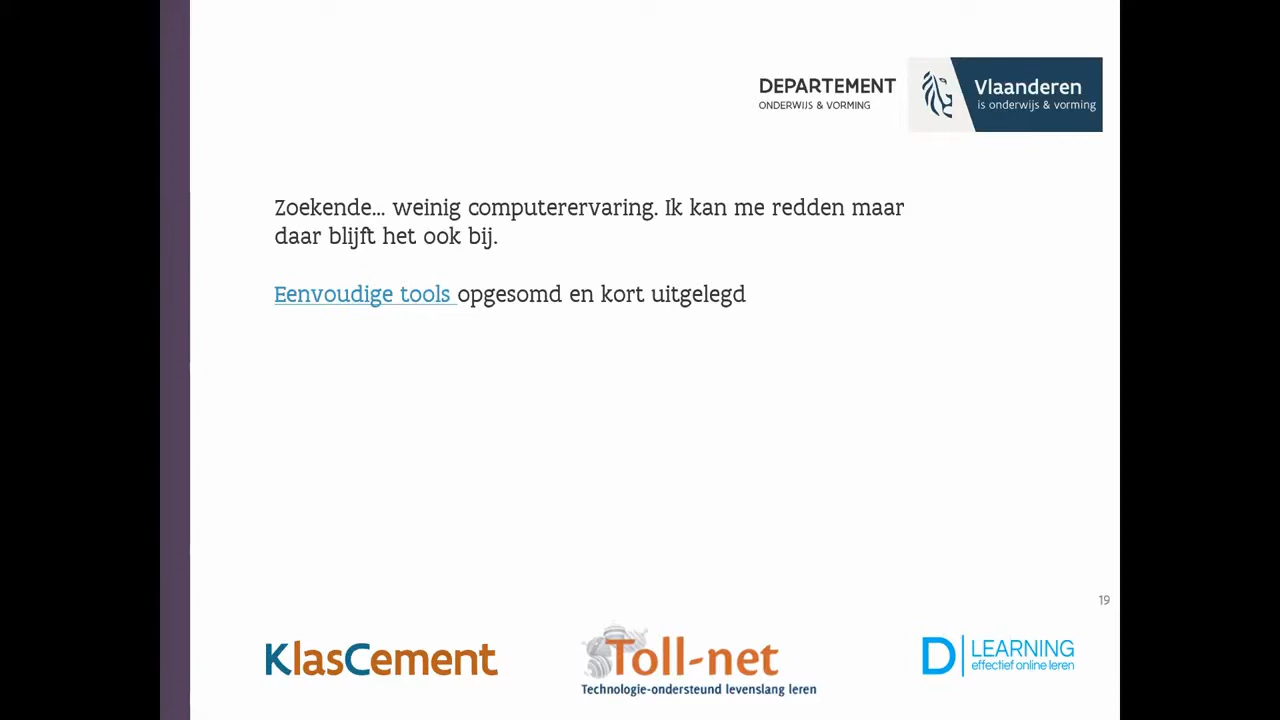 DEPARTEMENT
ONDERWIJS & VORMING
Vlaanderen
is onderwijs & vorming
Zoekende... weinig computerervaring. Ik kan me redden maar
daar blijft het ook bij.
Eenvoudige tools opgesomd en kort uitgelegd
19
KlasCement
Toll-net
Technologie-ondersteund levenslang leren
D LEARNING
effectief online leren